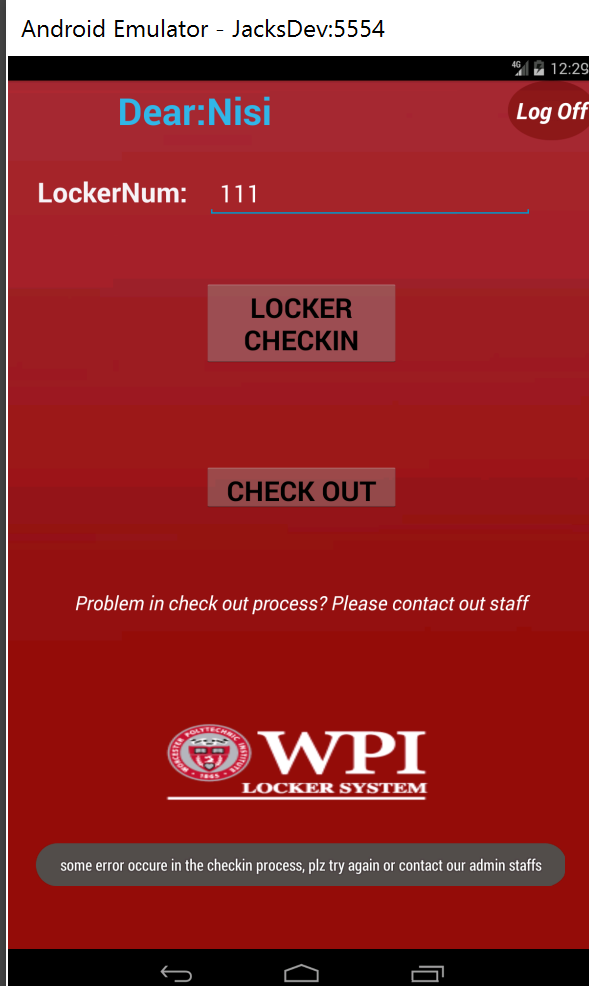 Android Emulator - JacksDev:5554
4G 12:29
Dear:Nisi
Log Off
LockerNum: 111
LOCKER
CHECKIN
CHECK OUT
Problem in check out process? Please contact out staff
WORCESTER POLYTECHNIC INSTITUTE
1865
WPI
LOCKER SYSTEM
some error occure in the checkin process, plz try again or contact our admin staffs